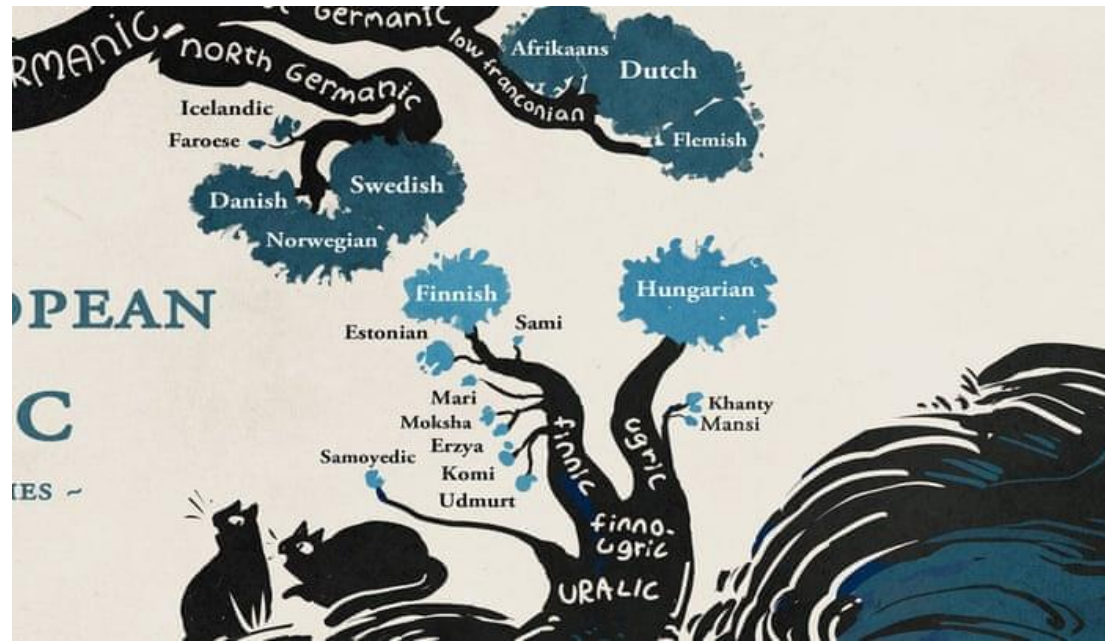 RMANIC
Germanic
North Germanic
low franconian
Afrikaans
Dutch
Flemish
Icelandic
Faroese
Danish
Swedish
Norwegian
OPEAN
C
IES ~
Finnish
Hungarian
Estonian
Sami
Mari
Moksha
Erzya
Komi
Udmurt
Samoyedic
Khanty
Mansi
finnic
ugric
finno-
ugric
URALIC